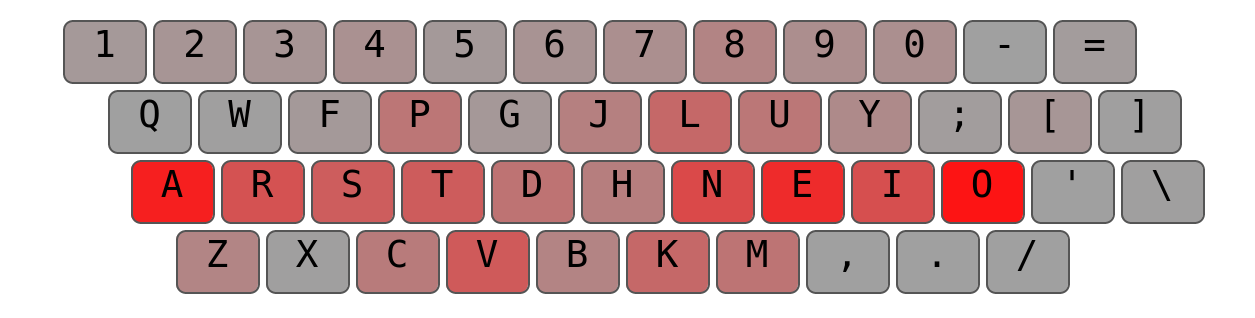 1 2 3 4 5 6 7 8 9 0 - =
Q W F P G J L U Y ; [ ]
A R S T D H N E I O ' \
Z X C V B K M , . /